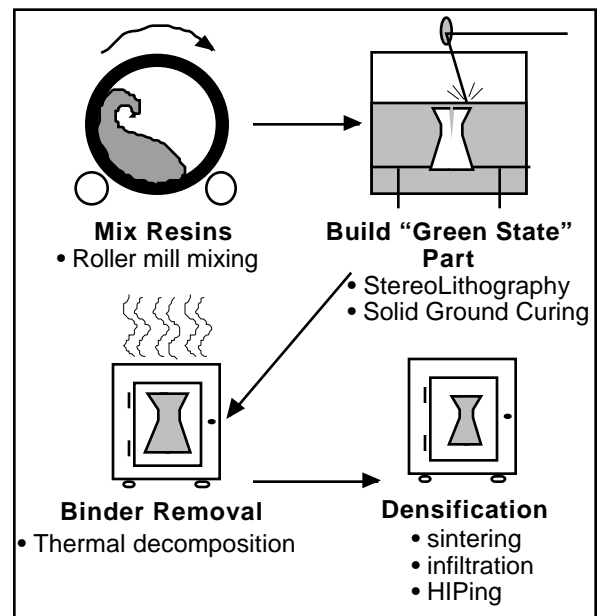 Mix Resins
• Roller mill mixing
Build “Green State”
Part
• StereoLithography
• Solid Ground Curing
Binder Removal
• Thermal decomposition
Densification
• sintering
• infiltration
• HIPing